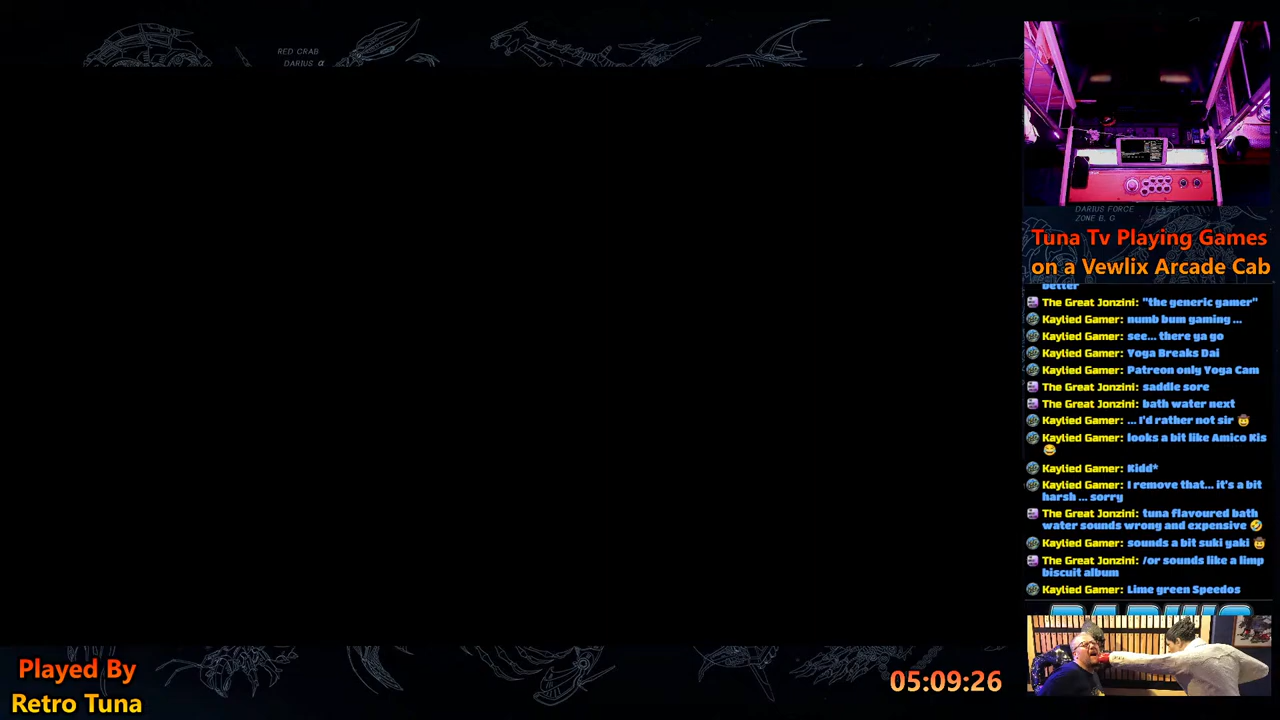 RED CRAB
DARIUS α
DARIUS FORCE
ZONE B, G
Tuna Tv Playing Games
on a Vewlix Arcade Cab
better
The Great Jonzini: "the generic gamer"
Kaylied Gamer: numb bum gaming ...
Kaylied Gamer: see... there ya go
Kaylied Gamer: Yoga Breaks Dai
Kaylied Gamer: Patreon only Yoga Cam
The Great Jonzini: saddle sore
The Great Jonzini: bath water next
Kaylied Gamer: ... I'd rather not sir 🤠
Kaylied Gamer: looks a bit like Amico Kis
😂
Kaylied Gamer: Kidd*
Kaylied Gamer: I remove that... it's a bit
harsh ... sorry
The Great Jonzini: tuna flavoured bath
water sounds wrong and expensive 🤣
Kaylied Gamer: sounds a bit suki yaki 🤠
The Great Jonzini: /or sounds like a limp
biscuit album
Kaylied Gamer: Lime green Speedos
DARIUS
Played By
Retro Tuna
05:09:26